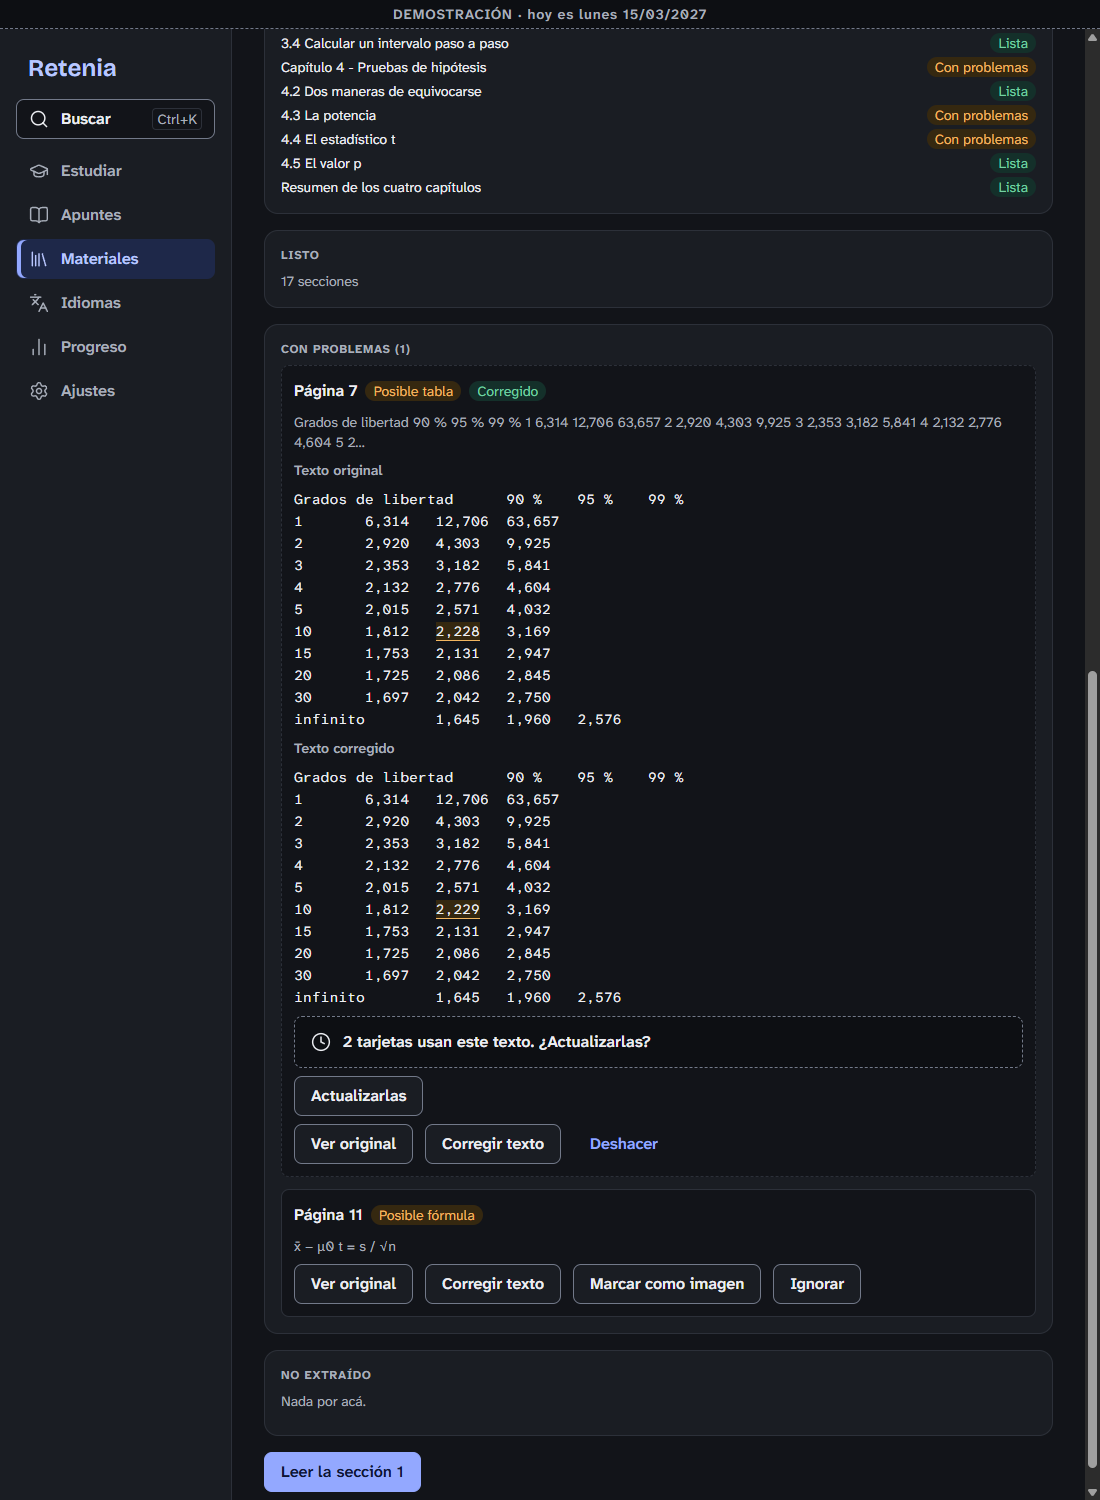 DEMOSTRACIÓN · hoy es lunes 15/03/2027
Retenia
Buscar Ctrl+K
Estudiar
Apuntes
Materiales
Idiomas
Progreso
Ajustes
3.4 Calcular un intervalo paso a paso Lista
Capítulo 4 - Pruebas de hipótesis Con problemas
4.2 Dos maneras de equivocarse Lista
4.3 La potencia Con problemas
4.4 El estadístico t Con problemas
4.5 El valor p Lista
Resumen de los cuatro capítulos Lista
LISTO
17 secciones
CON PROBLEMAS (1)
Página 7 Posible tabla Corregido
Grados de libertad 90 % 95 % 99 % 1 6,314 12,706 63,657 2 2,920 4,303 9,925 3 2,353 3,182 5,841 4 2,132 2,776
4,604 5 2...
Texto original
Grados de libertad 90 % 95 % 99 %
1 6,314 12,706 63,657
2 2,920 4,303 9,925
3 2,353 3,182 5,841
4 2,132 2,776 4,604
5 2,015 2,571 4,032
10 1,812 2,228 3,169
15 1,753 2,131 2,947
20 1,725 2,086 2,845
30 1,697 2,042 2,750
infinito 1,645 1,960 2,576
Texto corregido
Grados de libertad 90 % 95 % 99 %
1 6,314 12,706 63,657
2 2,920 4,303 9,925
3 2,353 3,182 5,841
4 2,132 2,776 4,604
5 2,015 2,571 4,032
10 1,812 2,229 3,169
15 1,753 2,131 2,947
20 1,725 2,086 2,845
30 1,697 2,042 2,750
infinito 1,645 1,960 2,576
2 tarjetas usan este texto. ¿Actualizarlas?
Actualizarlas
Ver original Corregir texto Deshacer
Página 11 Posible fórmula
x̄ − μ0 t = s / √n
Ver original Corregir texto Marcar como imagen Ignorar
NO EXTRAÍDO
Nada por acá.
Leer la sección 1